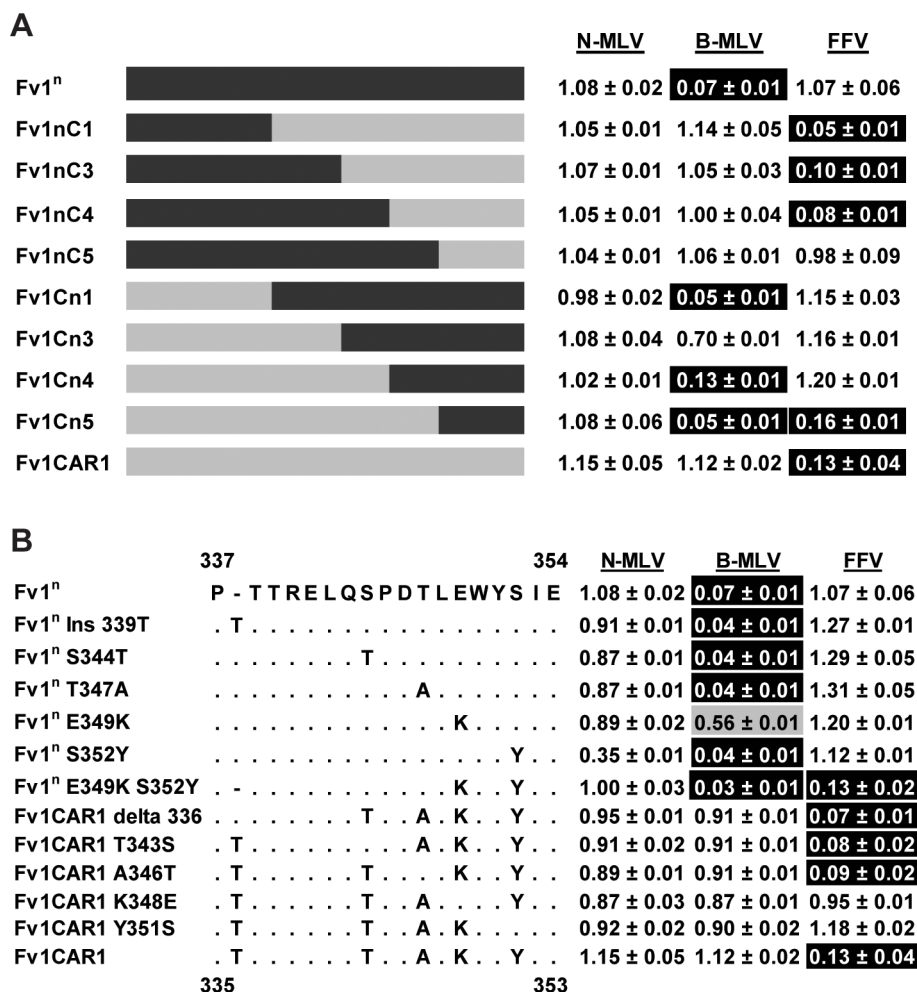 A
N-MLV B-MLV FFV
Fv1ⁿ 1.08 ± 0.02 0.07 ± 0.01 1.07 ± 0.06
Fv1nC1 1.05 ± 0.01 1.14 ± 0.05 0.05 ± 0.01
Fv1nC3 1.07 ± 0.01 1.05 ± 0.03 0.10 ± 0.01
Fv1nC4 1.05 ± 0.01 1.00 ± 0.04 0.08 ± 0.01
Fv1nC5 1.04 ± 0.01 1.06 ± 0.01 0.98 ± 0.09
Fv1Cn1 0.98 ± 0.02 0.05 ± 0.01 1.15 ± 0.03
Fv1Cn3 1.08 ± 0.04 0.70 ± 0.01 1.16 ± 0.01
Fv1Cn4 1.02 ± 0.01 0.13 ± 0.01 1.20 ± 0.01
Fv1Cn5 1.08 ± 0.06 0.05 ± 0.01 0.16 ± 0.01
Fv1CAR1 1.15 ± 0.05 1.12 ± 0.02 0.13 ± 0.04
B
337 354 N-MLV B-MLV FFV
Fv1ⁿ P - T T R E L Q S P D T L E W Y S I E 1.08 ± 0.02 0.07 ± 0.01 1.07 ± 0.06
Fv1ⁿ Ins 339T . T . . . . . . . . . . . . . . . . . 0.91 ± 0.01 0.04 ± 0.01 1.27 ± 0.01
Fv1ⁿ S344T . . . . . . . . T . . . . . . . . . . 0.87 ± 0.01 0.04 ± 0.01 1.29 ± 0.05
Fv1ⁿ T347A . . . . . . . . . . . A . . . . . . . 0.87 ± 0.01 0.04 ± 0.01 1.31 ± 0.05
Fv1ⁿ E349K . . . . . . . . . . . . . K . . . . . 0.89 ± 0.02 0.56 ± 0.01 1.20 ± 0.01
Fv1ⁿ S352Y . . . . . . . . . . . . . . . . Y . . 0.35 ± 0.01 0.04 ± 0.01 1.12 ± 0.01
Fv1ⁿ E349K S352Y . - . . . . . . . . . . . K . . Y . . 1.00 ± 0.03 0.03 ± 0.01 0.13 ± 0.02
Fv1CAR1 delta 336 . . . . . . . . T . . A . K . . Y . . 0.95 ± 0.01 0.91 ± 0.01 0.07 ± 0.01
Fv1CAR1 T343S . T . . . . . . . . . A . K . . Y . . 0.91 ± 0.02 0.91 ± 0.01 0.08 ± 0.02
Fv1CAR1 A346T . T . . . . . . T . . . . K . . Y . . 0.89 ± 0.01 0.91 ± 0.01 0.09 ± 0.02
Fv1CAR1 K348E . T . . . . . . T . . A . . . . Y . . 0.87 ± 0.03 0.87 ± 0.01 0.95 ± 0.01
Fv1CAR1 Y351S . T . . . . . . T . . A . K . . . . . 0.92 ± 0.02 0.90 ± 0.02 1.18 ± 0.02
Fv1CAR1 . T . . . . . . T . . A . K . . Y . . 1.15 ± 0.05 1.12 ± 0.02 0.13 ± 0.04
335 353